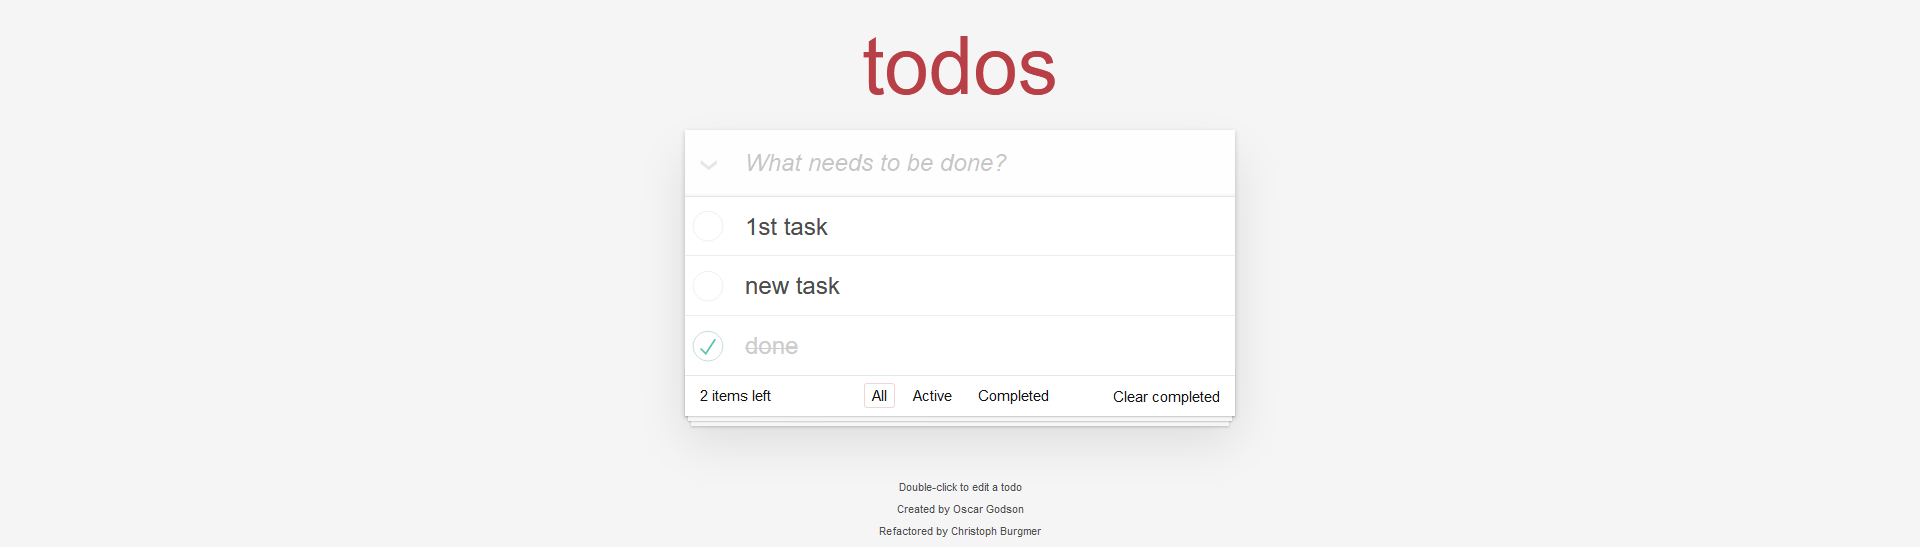 todos
What needs to be done?
1st task
new task
done
2 items left All Active Completed Clear completed
Double-click to edit a todo
Created by Oscar Godson
Refactored by Christoph Burgmer